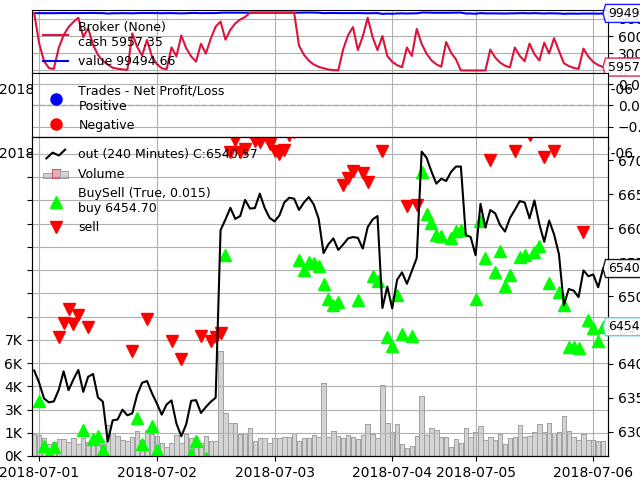 Broker (None)
cash 5957.35
value 99494.66
9949
600
300
5957
2018
-06
Trades - Net Profit/Loss
Positive
Negative
0.0
0.0
−0.
2018
-06
out (240 Minutes) C:6540.57
Volume
BuySell (True, 0.015)
buy 6454.70
sell
670
665
660
6540
650
6454
640
635
630
7K
6K
4K
3K
1K
0K
2018-07-01
2018-07-02
2018-07-03
2018-07-04
2018-07-05
2018-07-06